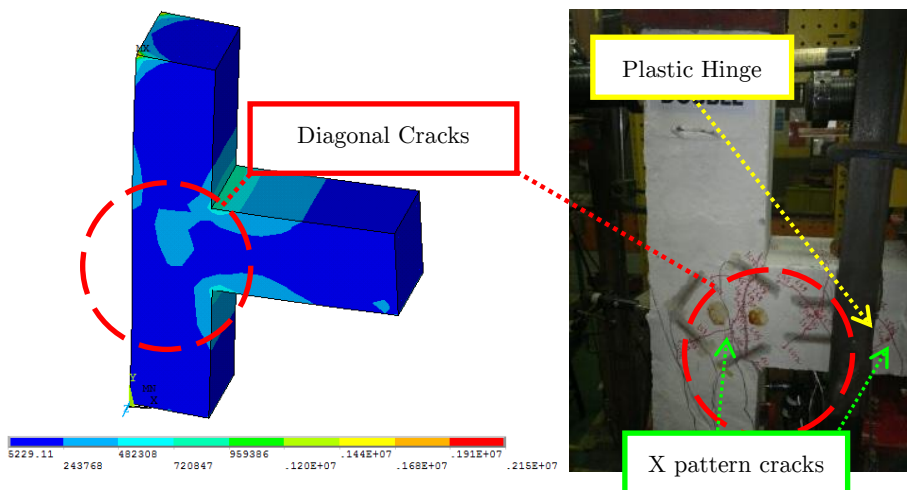 Plastic Hinge
Diagonal Cracks
MX
MN
Y
Z
X
5229.11
243768
482308
720847
959386
.120E+07
.144E+07
.168E+07
.191E+07
.215E+07
X pattern cracks